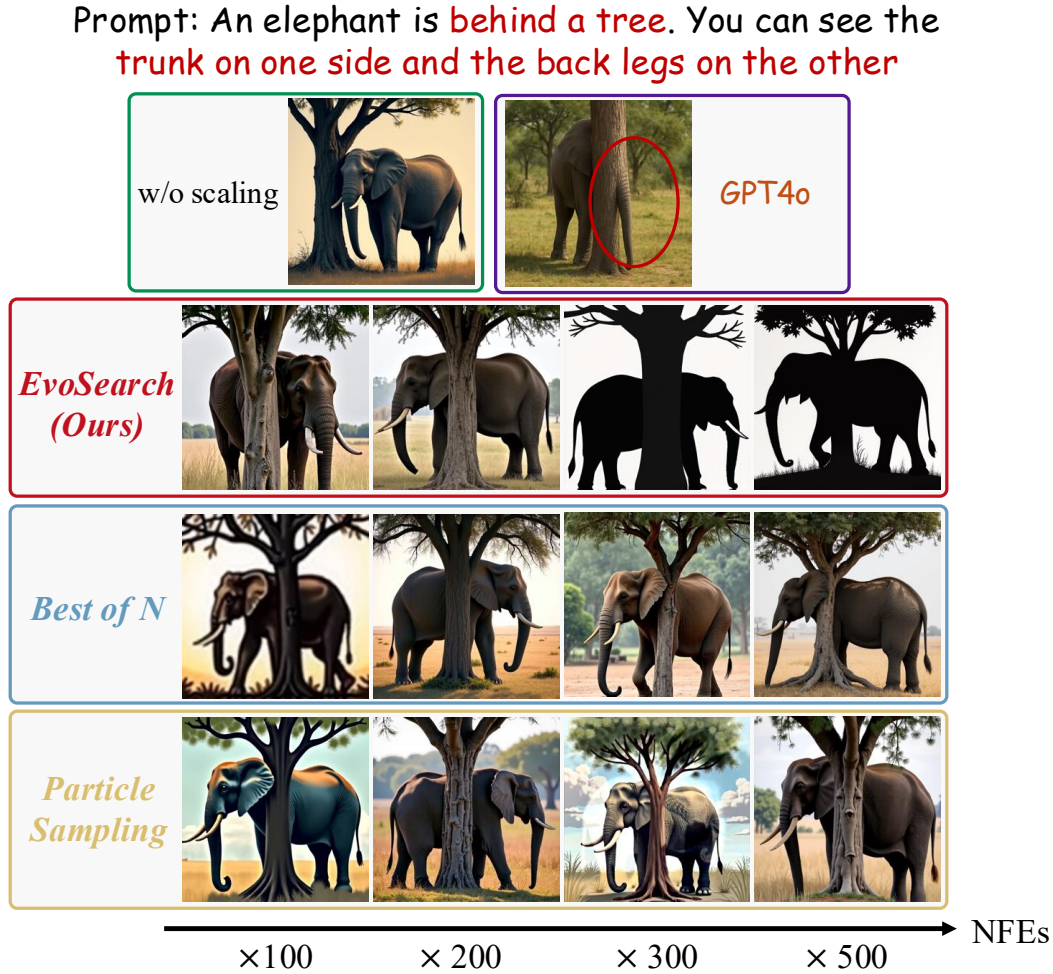 Prompt: An elephant is behind a tree. You can see the
trunk on one side and the back legs on the other
w/o scaling
GPT4o
EvoSearch
(Ours)
Best of N
Particle
Sampling
NFEs
×100
×200
×300
×500